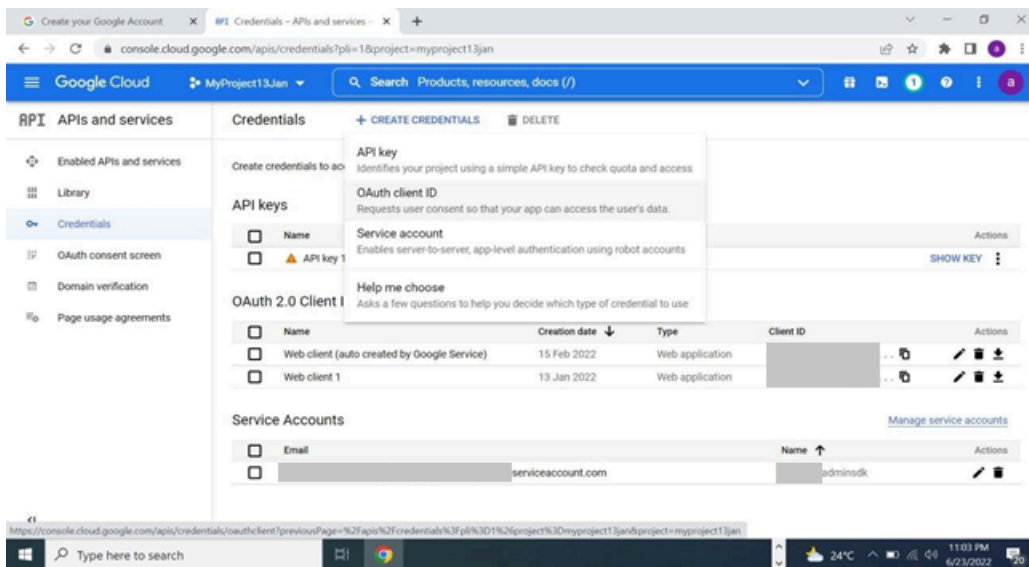 Create your Google Account
API Credentials – APIs and services –
console.cloud.google.com/apis/credentials?pli=1&project=myproject13jan
Google Cloud
MyProject13Jan
Search Products, resources, docs (/)
1
a
API APIs and services
Credentials
+ CREATE CREDENTIALS
DELETE
Enabled APIs and services
Library
Credentials
OAuth consent screen
Domain verification
Page usage agreements
Create credentials to acc
API key
Identifies your project using a simple API key to check quota and access
OAuth client ID
Requests user consent so that your app can access the user's data.
Service account
Enables server-to-server, app-level authentication using robot accounts
Help me choose
Asks a few questions to help you decide which type of credential to use
API keys
Name
Actions
API key 1
SHOW KEY
OAuth 2.0 Client I
Name Creation date Type Client ID Actions
Web client (auto created by Google Service) 15 Feb 2022 Web application ...
Web client 1 13 Jan 2022 Web application ...
Service Accounts
Manage service accounts
Email Name Actions
serviceaccount.com adminsdk
https://console.cloud.google.com/apis/credentials/oauthclient?previousPage=%2Fapis%2Fcredentials%3Fpli%3D1%26project%3Dmyproject13jan&project=myproject13jan
Type here to search
24°C
11:03 PM
6/23/2022
20